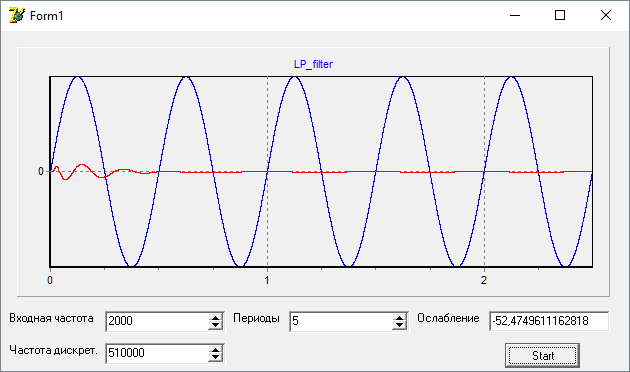 Form1
LP_filter
0
0 1 2
Входная частота 2000 Периоды 5 Ослабление -52,4749611162818
Частота дискрет. 510000 Start